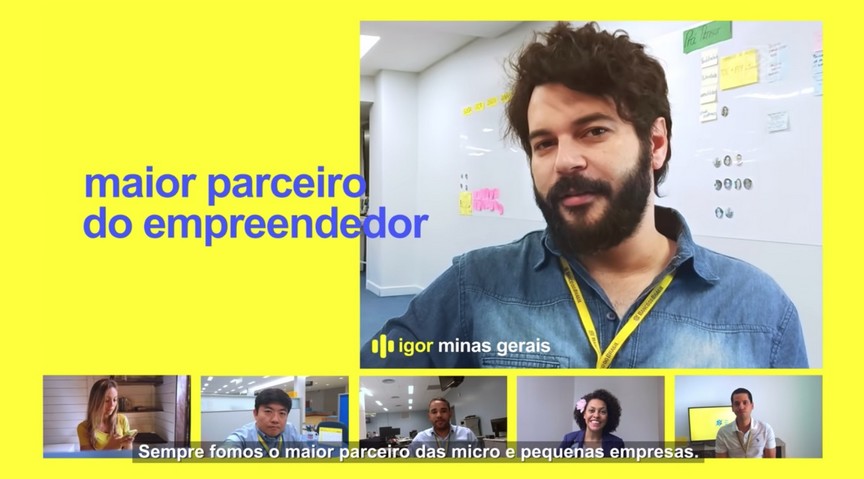 maior parceiro
do empreendedor
igor minas gerais
Sempre fomos o maior parceiro das micro e pequenas empresas.